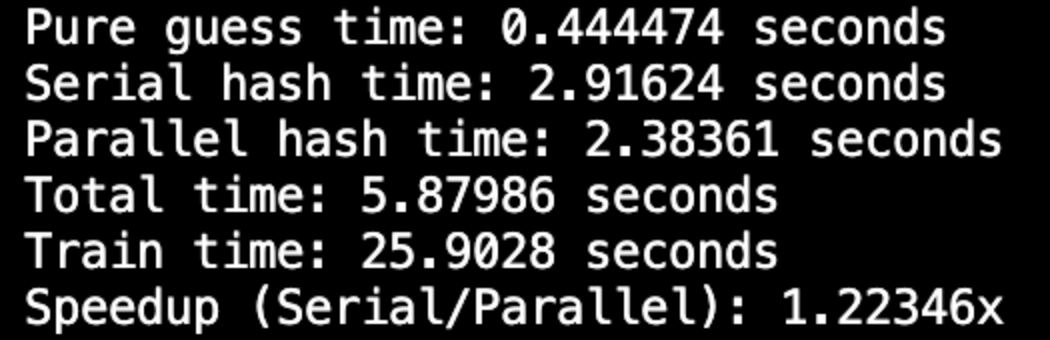 Pure guess time: 0.444474 seconds
Serial hash time: 2.91624 seconds
Parallel hash time: 2.38361 seconds
Total time: 5.87986 seconds
Train time: 25.9028 seconds
Speedup (Serial/Parallel): 1.22346x